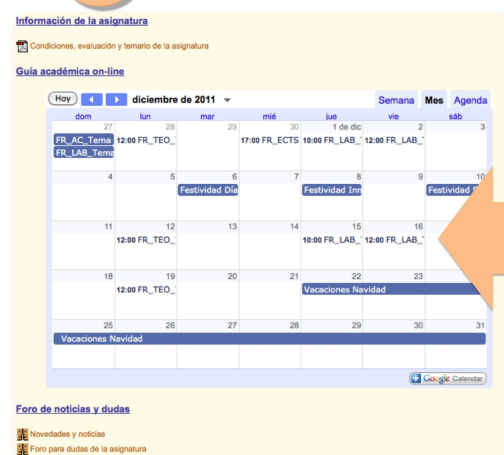 Información de la asignatura
Condiciones, evaluación y temario de la asignatura
Guía académica on-line
Hoy diciembre de 2011 Semana Mes Agenda
dom lun mar mié jue vie sáb
27 28 29 30 1 de dic 2 3
FR_AC_Tema 12:00 FR_TEO_ 17:00 FR_ECTS 10:00 FR_LAB_ 12:00 FR_LAB_
FR_LAB_Tema
4 5 6 7 8 9 10
Festividad Día Festividad Inn Festividad
11 12 13 14 15 16
12:00 FR_TEO_ 10:00 FR_LAB_ 12:00 FR_LAB_
18 19 20 21 22 23
12:00 FR_TEO_ Vacaciones Navidad
25 26 27 28 29 30 31
Vacaciones Navidad
Google Calendar
Foro de noticias y dudas
Novedades y noticias
Foro para dudas de la asignatura